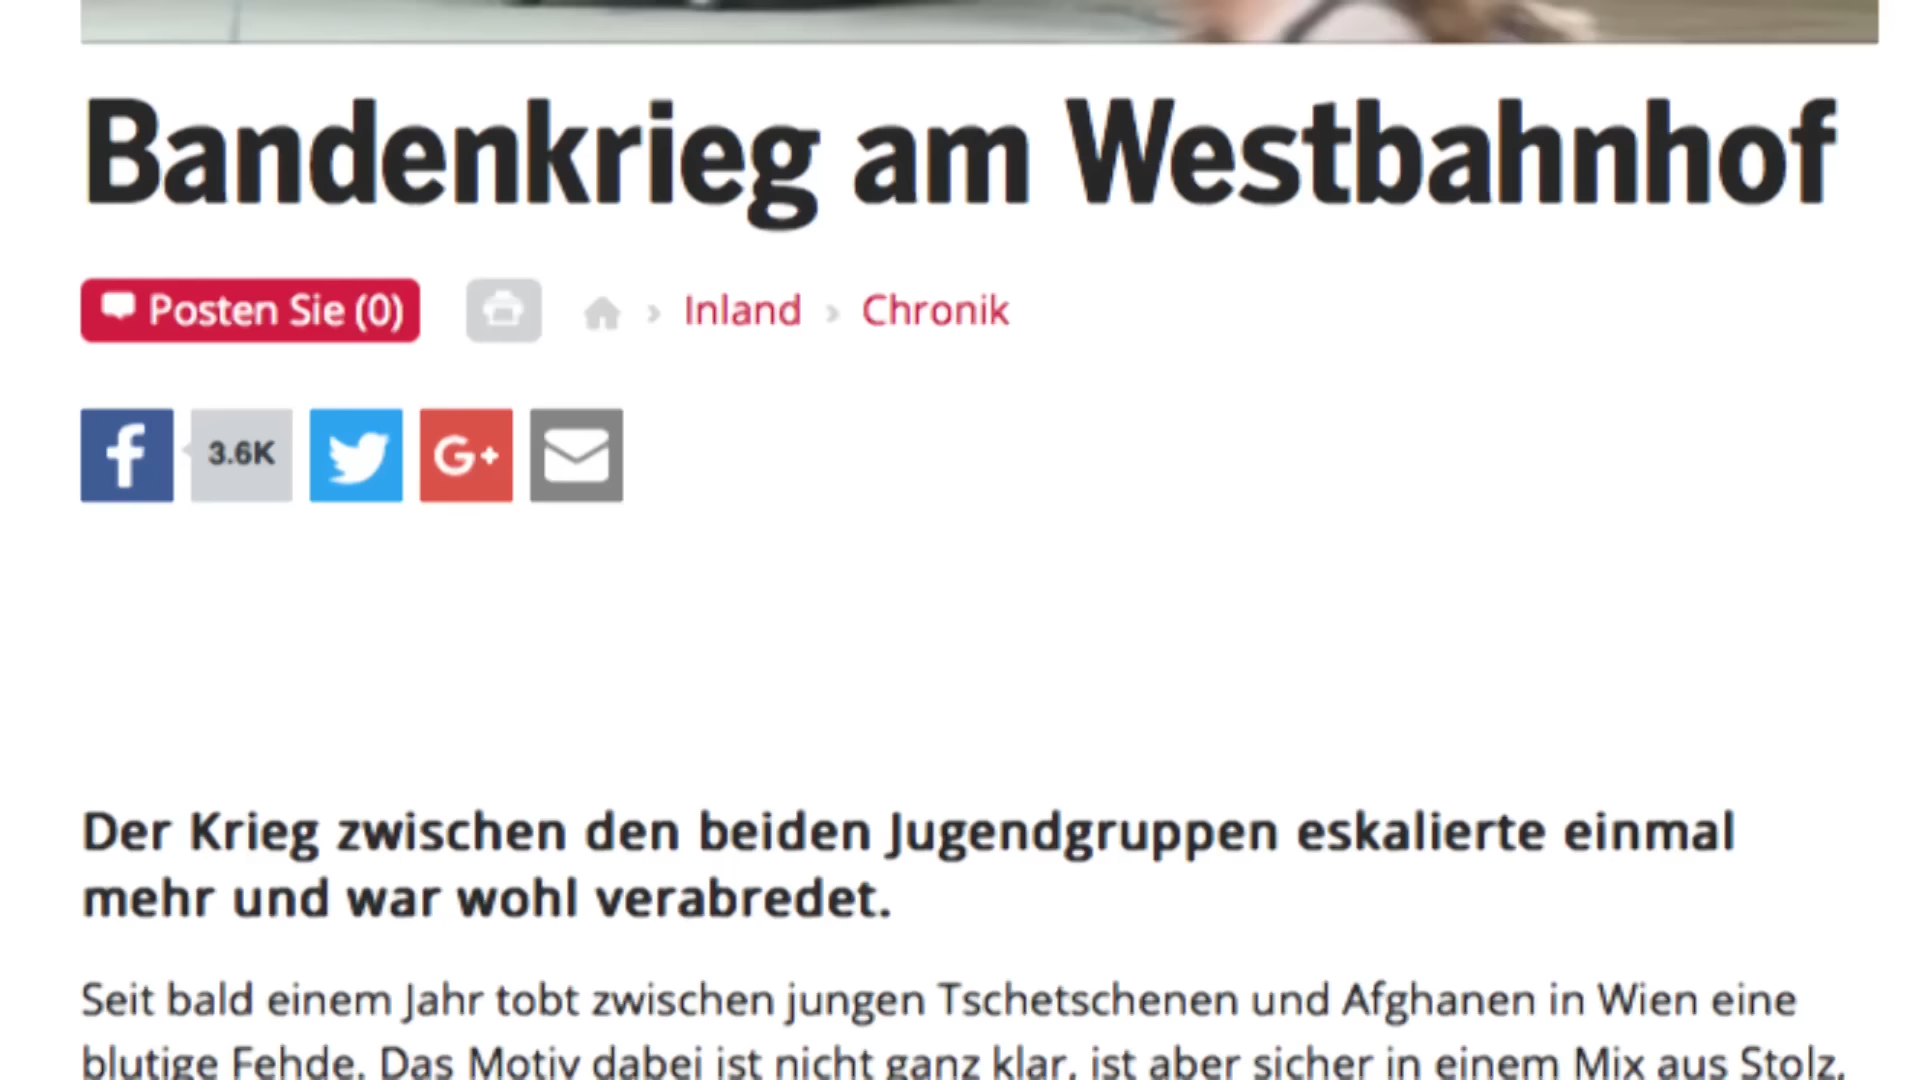 Bandenkrieg am Westbahnhof
Posten Sie (0) › Inland › Chronik
f 3.6K G+
Der Krieg zwischen den beiden Jugendgruppen eskalierte einmal
mehr und war wohl verabredet.
Seit bald einem Jahr tobt zwischen jungen Tschetschenen und Afghanen in Wien eine
blutige Fehde. Das Motiv dabei ist nicht ganz klar, ist aber sicher in einem Mix aus Stolz,